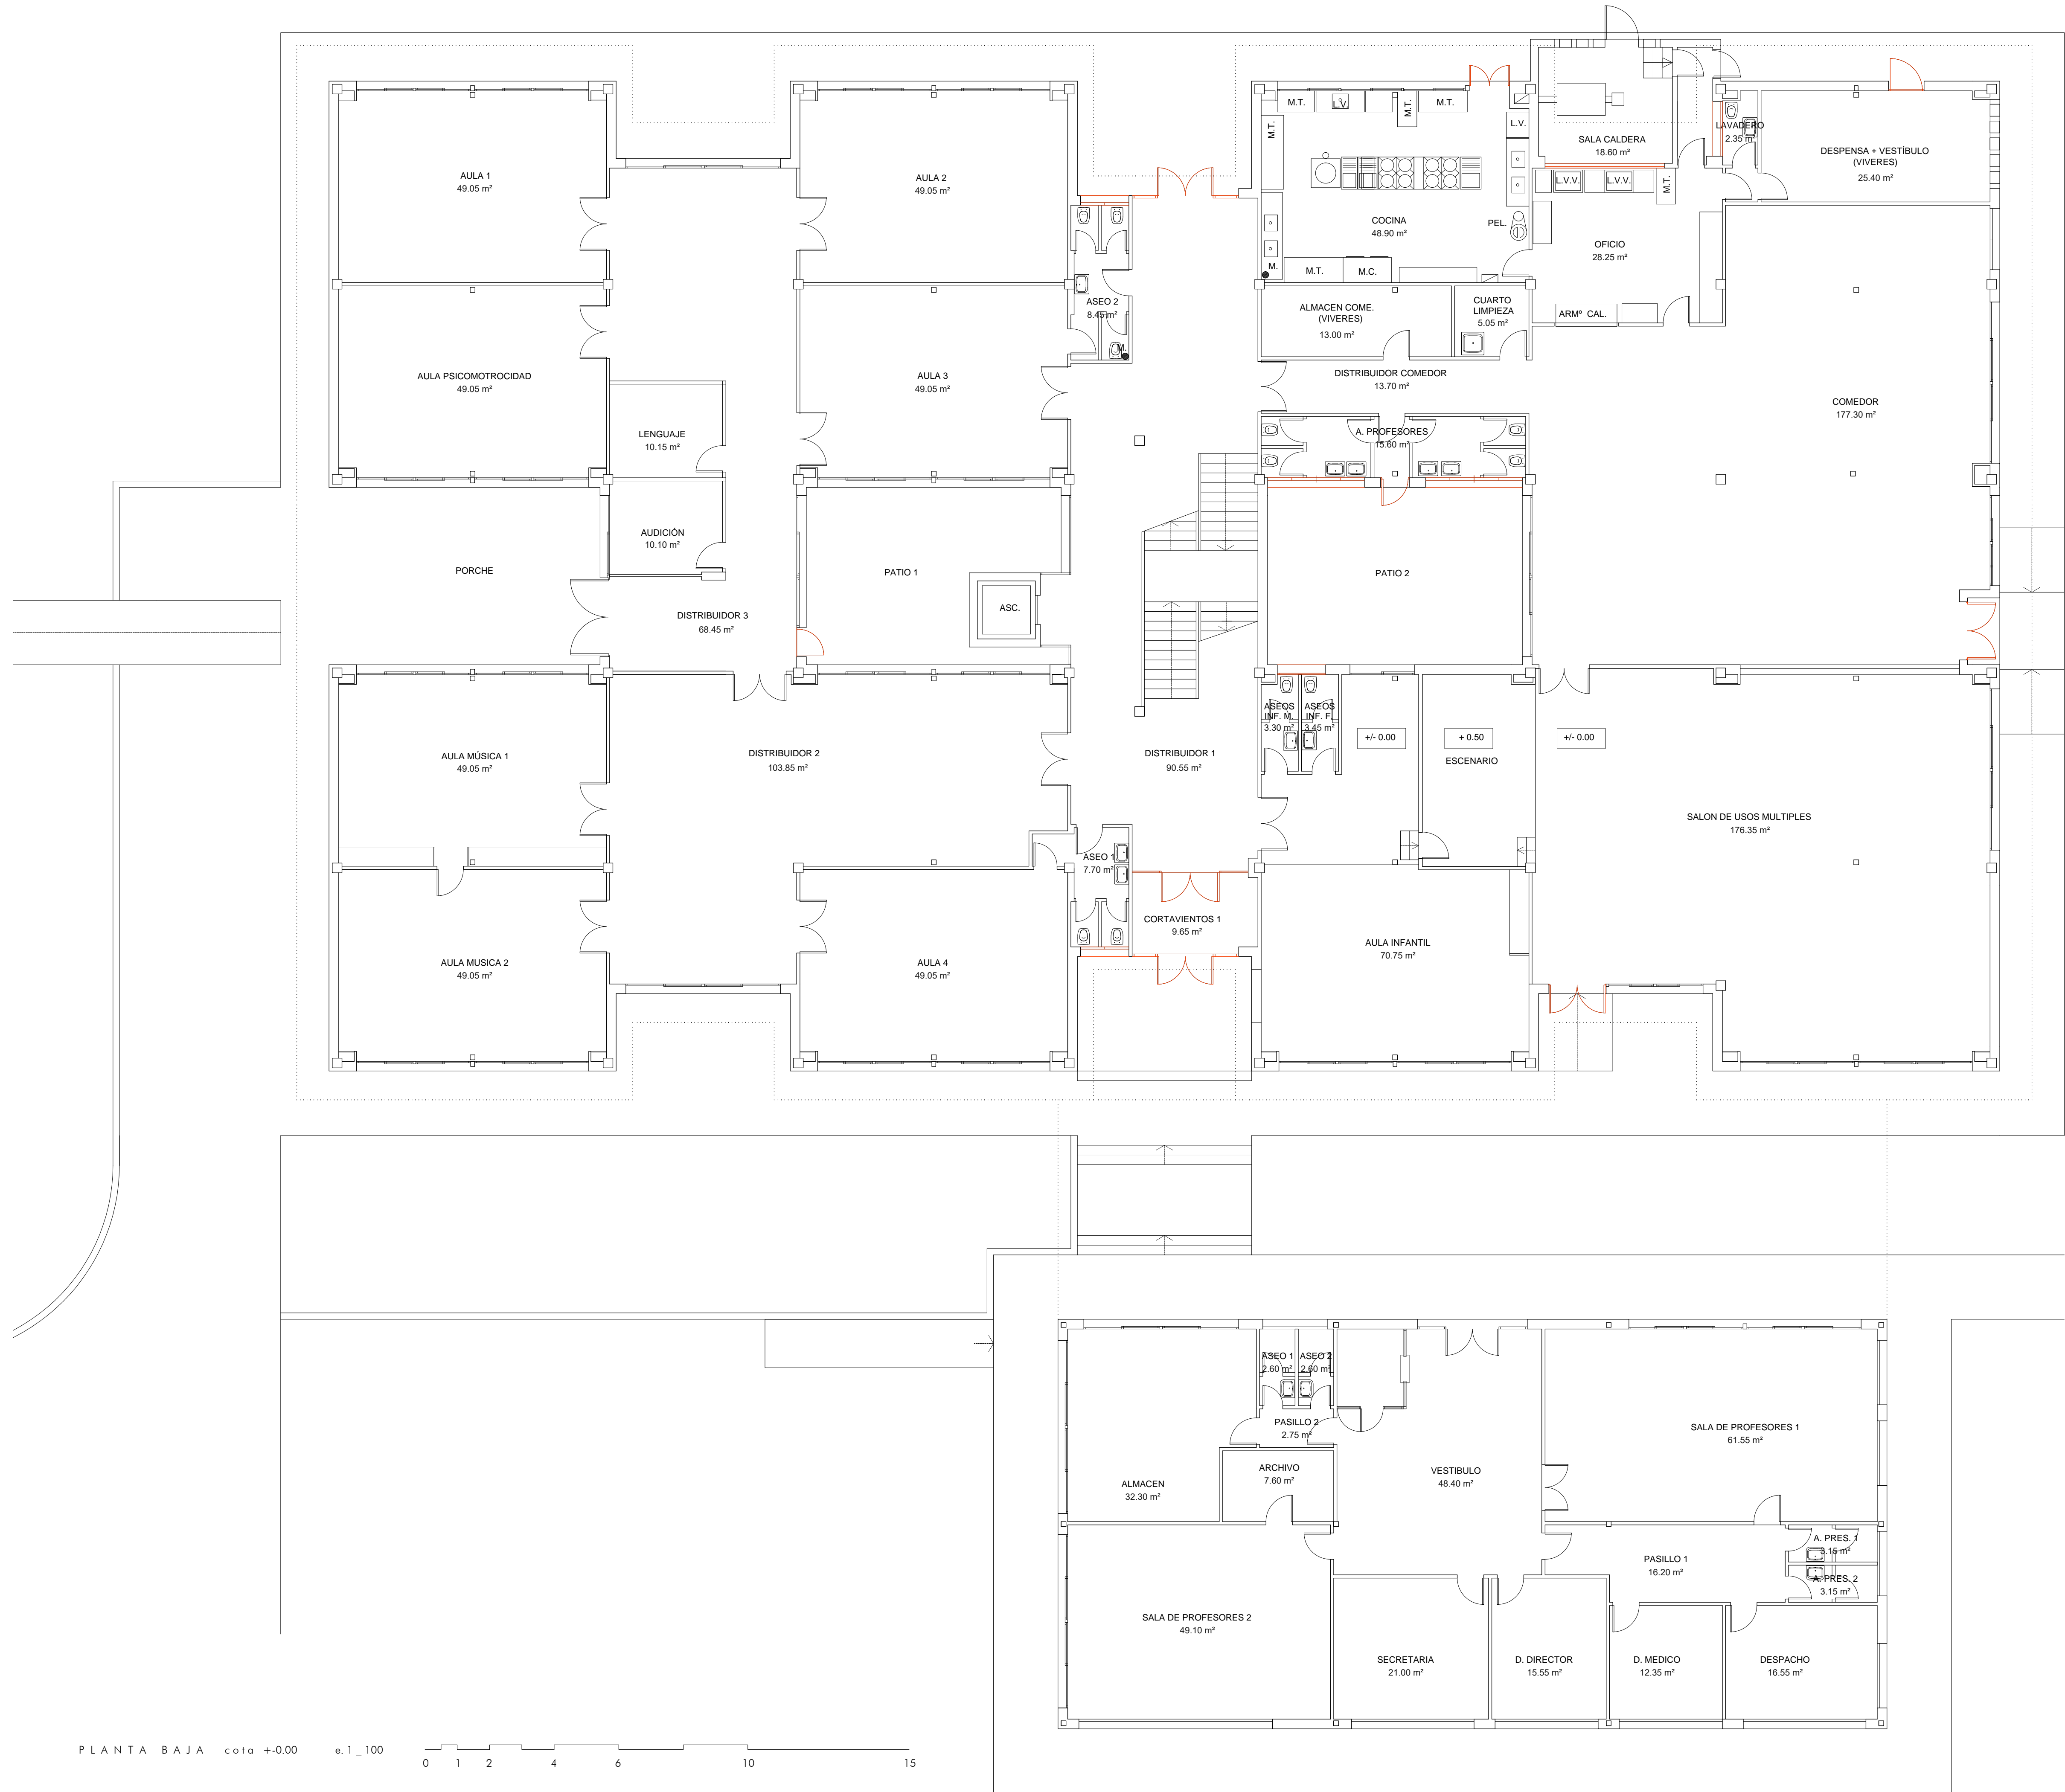 AULA 1
49.05 m²
AULA 2
49.05 m²
M.T.
L.V.
M.T.
M.T.
M.T.
L.V.
SALA CALDERA
18.60 m²
LAVADERO
2.35 m²
DESPENSA + VESTÍBULO
(VIVERES)
25.40 m²
L.V.V.
L.V.V.
M.T.
COCINA
48.90 m²
PEL.
OFICIO
28.25 m²
M.
M.T.
M.C.
ASEO 2
8.45 m²
M.
ALMACEN COME.
(VIVERES)
13.00 m²
CUARTO
LIMPIEZA
5.05 m²
ARMº CAL.
AULA PSICOMOTROCIDAD
49.05 m²
AULA 3
49.05 m²
DISTRIBUIDOR COMEDOR
13.70 m²
COMEDOR
177.30 m²
LENGUAJE
10.15 m²
A. PROFESORES
15.60 m²
AUDICIÓN
10.10 m²
PORCHE
PATIO 1
PATIO 2
ASC.
DISTRIBUIDOR 3
68.45 m²
AULA MÚSICA 1
49.05 m²
DISTRIBUIDOR 2
103.85 m²
DISTRIBUIDOR 1
90.55 m²
ASEOS
INF. M.
3.30 m²
ASEOS
INF. F.
3.45 m²
+/- 0.00
+ 0.50
ESCENARIO
+/- 0.00
SALON DE USOS MULTIPLES
176.35 m²
ASEO 1
7.70 m²
CORTAVIENTOS 1
9.65 m²
AULA MUSICA 2
49.05 m²
AULA 4
49.05 m²
AULA INFANTIL
70.75 m²
ASEO 1
2.60 m²
ASEO 2
2.60 m²
PASILLO 2
2.75 m²
SALA DE PROFESORES 1
61.55 m²
ALMACEN
32.30 m²
ARCHIVO
7.60 m²
VESTIBULO
48.40 m²
A. PRES. 1
3.15 m²
PASILLO 1
16.20 m²
A. PRES. 2
3.15 m²
SALA DE PROFESORES 2
49.10 m²
SECRETARIA
21.00 m²
D. DIRECTOR
15.55 m²
D. MEDICO
12.35 m²
DESPACHO
16.55 m²
PLANTA BAJA cota +-0.00 e. 1 _ 100
0 1 2 4 6 10 15